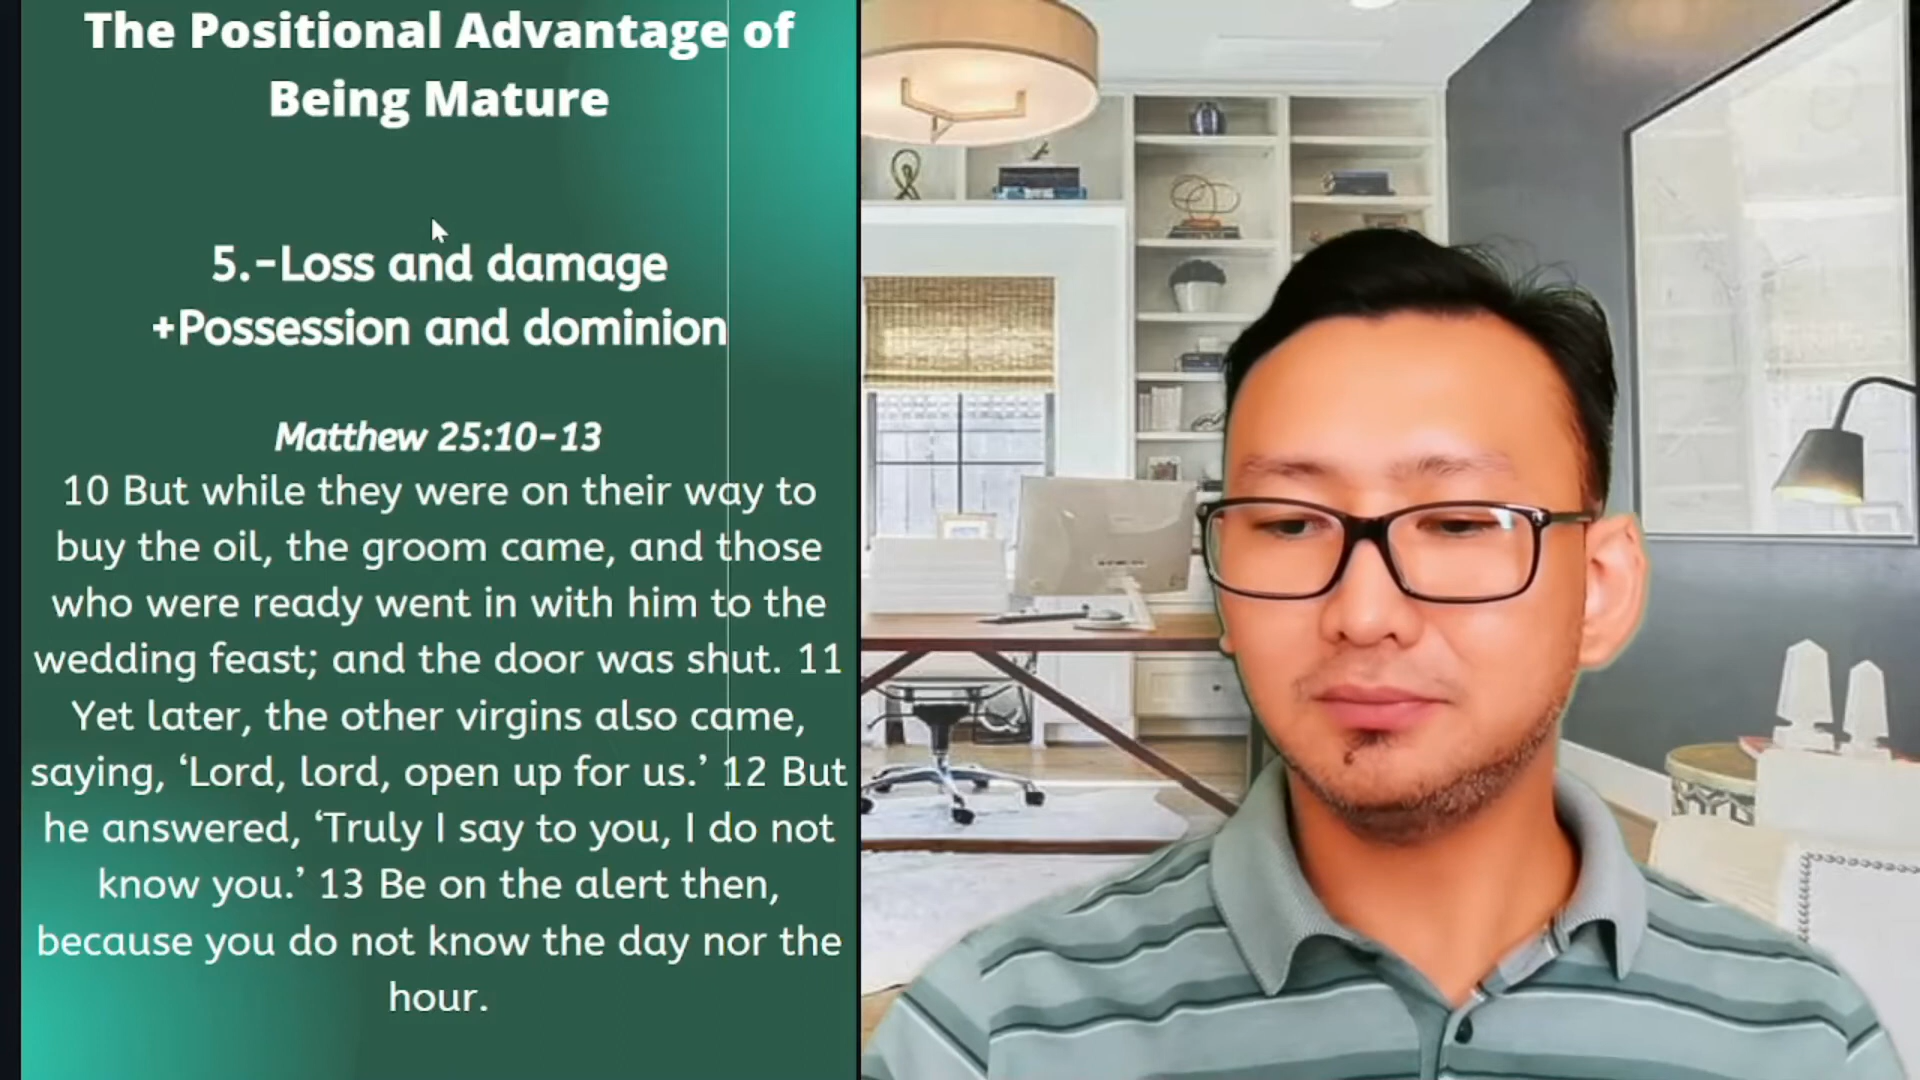 The Positional Advantage of
Being Mature
5.-Loss and damage
+Possession and dominion
Matthew 25:10-13
10 But while they were on their way to
buy the oil, the groom came, and those
who were ready went in with him to the
wedding feast; and the door was shut. 11
Yet later, the other virgins also came,
saying, ‘Lord, lord, open up for us.’ 12 But
he answered, ‘Truly I say to you, I do not
know you.’ 13 Be on the alert then,
because you do not know the day nor the
hour.